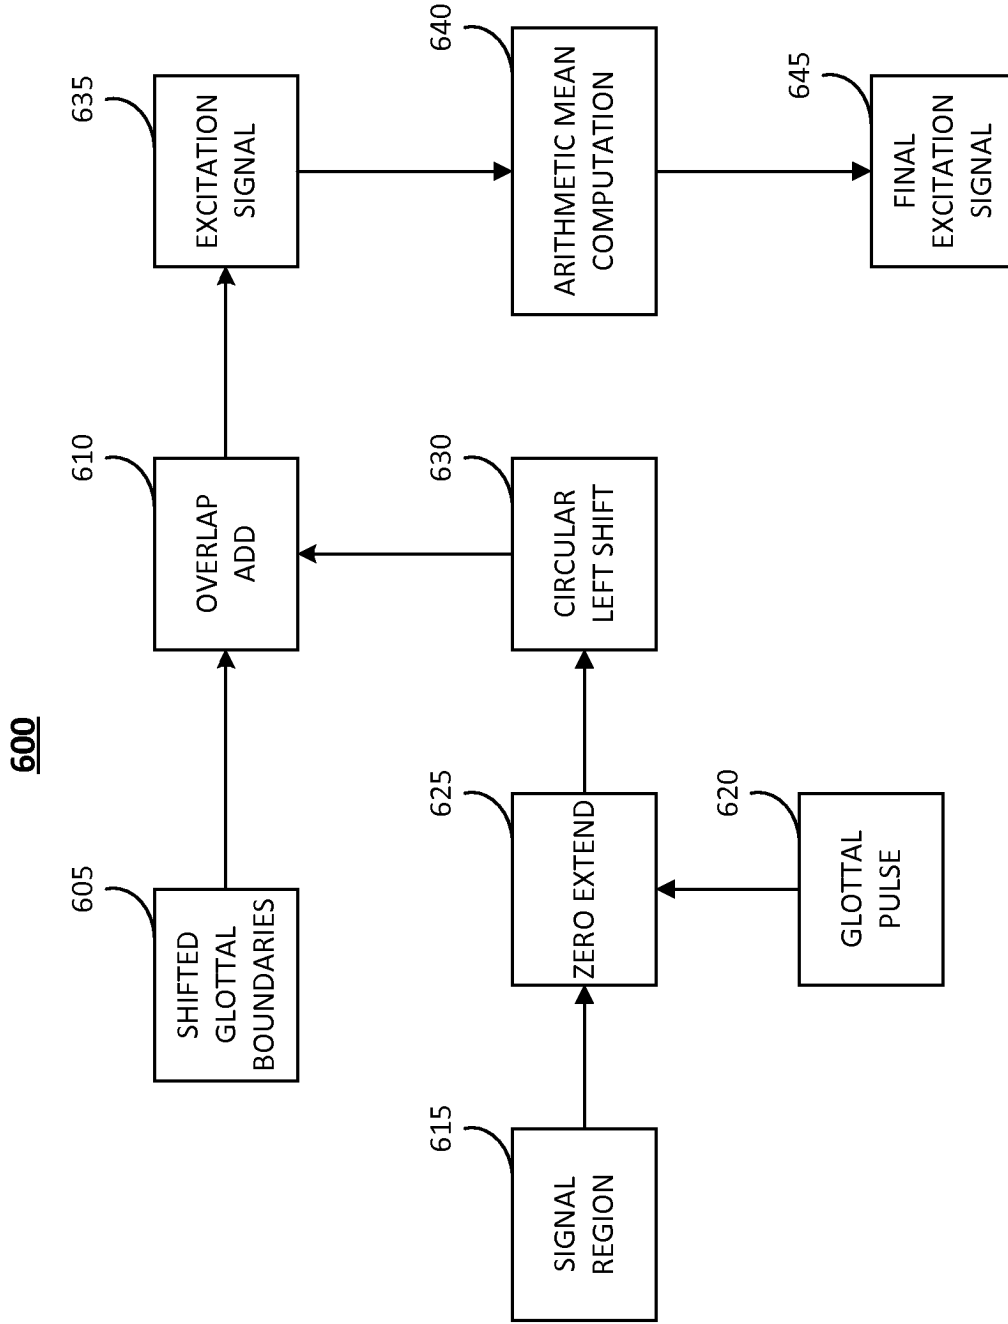 600
605
SHIFTED
GLOTTAL
BOUNDARIES
610
OVERLAP
ADD
635
EXCITATION
SIGNAL
615
SIGNAL
REGION
625
ZERO EXTEND
630
CIRCULAR
LEFT SHIFT
640
ARITHMETIC MEAN
COMPUTATION
620
GLOTTAL
PULSE
645
FINAL
EXCITATION
SIGNAL